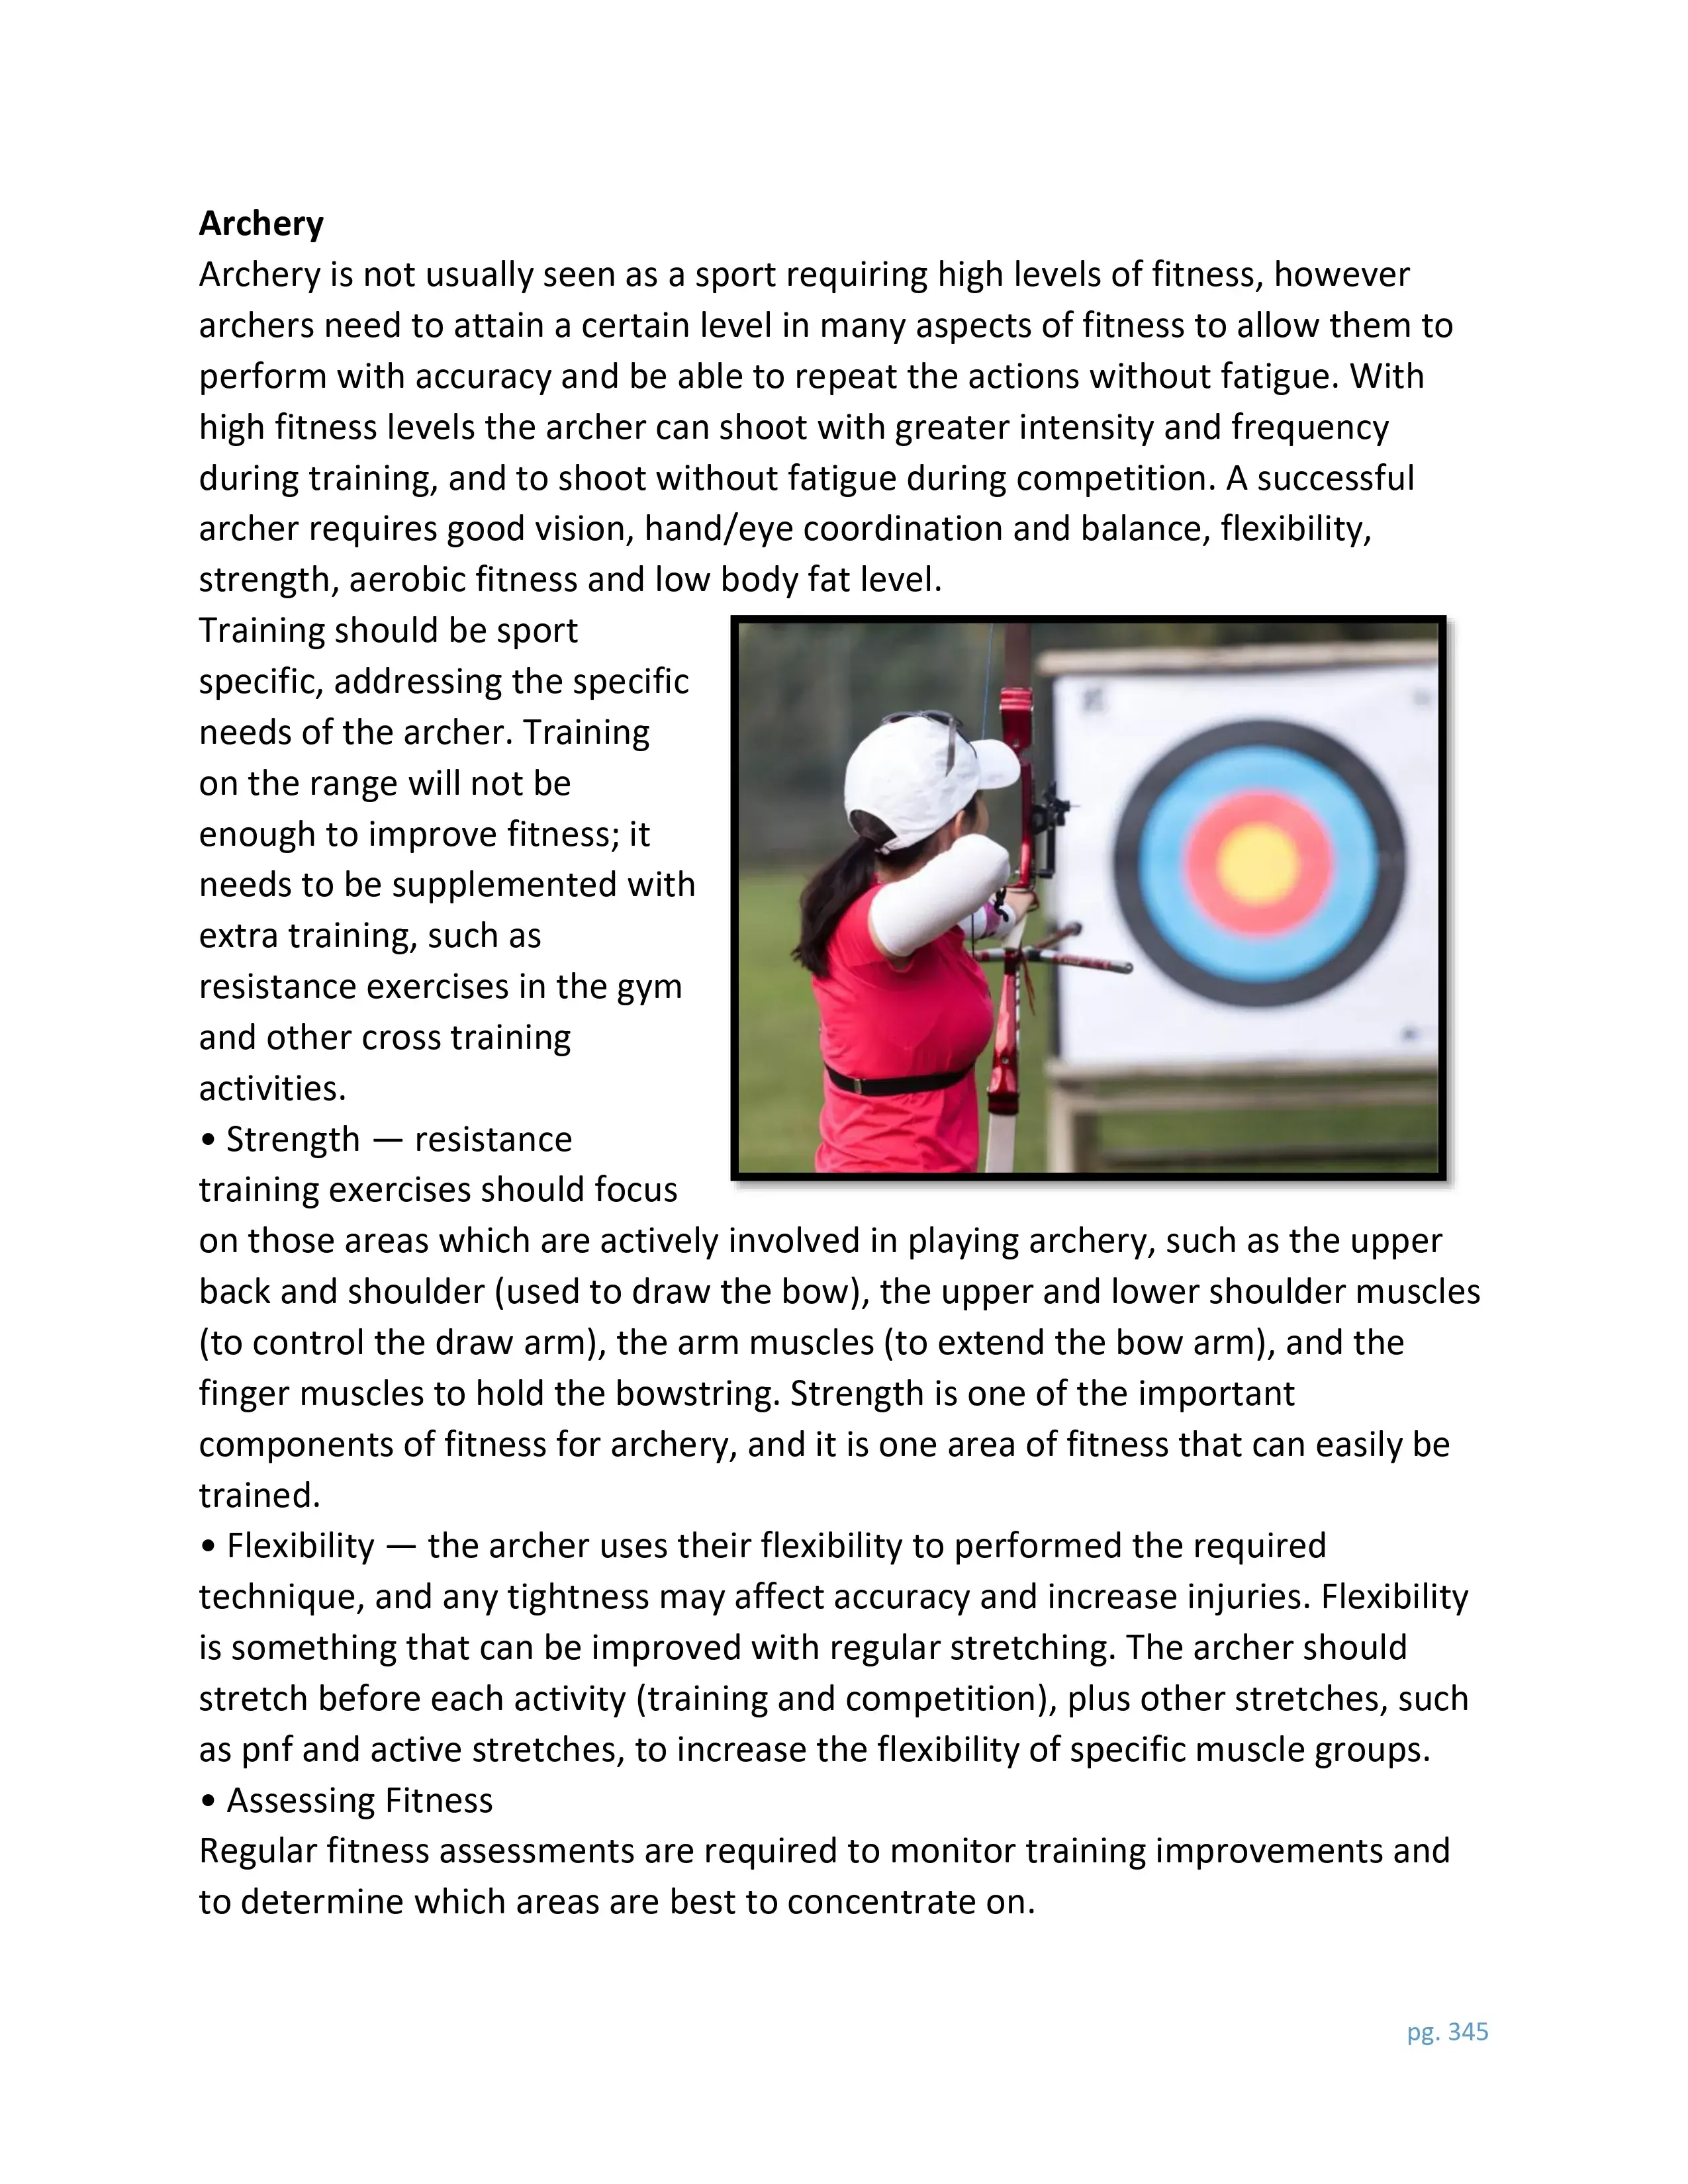 Archery
Archery is not usually seen as a sport requiring high levels of fitness, however
archers need to attain a certain level in many aspects of fitness to allow them to
perform with accuracy and be able to repeat the actions without fatigue. With
high fitness levels the archer can shoot with greater intensity and frequency
during training, and to shoot without fatigue during competition. A successful
archer requires good vision, hand/eye coordination and balance, flexibility,
strength, aerobic fitness and low body fat level.
Training should be sport
specific, addressing the specific
needs of the archer. Training
on the range will not be
enough to improve fitness; it
needs to be supplemented with
extra training, such as
resistance exercises in the gym
and other cross training
activities.
• Strength — resistance
training exercises should focus
on those areas which are actively involved in playing archery, such as the upper
back and shoulder (used to draw the bow), the upper and lower shoulder muscles
(to control the draw arm), the arm muscles (to extend the bow arm), and the
finger muscles to hold the bowstring. Strength is one of the important
components of fitness for archery, and it is one area of fitness that can easily be
trained.
• Flexibility — the archer uses their flexibility to performed the required
technique, and any tightness may affect accuracy and increase injuries. Flexibility
is something that can be improved with regular stretching. The archer should
stretch before each activity (training and competition), plus other stretches, such
as pnf and active stretches, to increase the flexibility of specific muscle groups.
• Assessing Fitness
Regular fitness assessments are required to monitor training improvements and
to determine which areas are best to concentrate on.
pg. 345